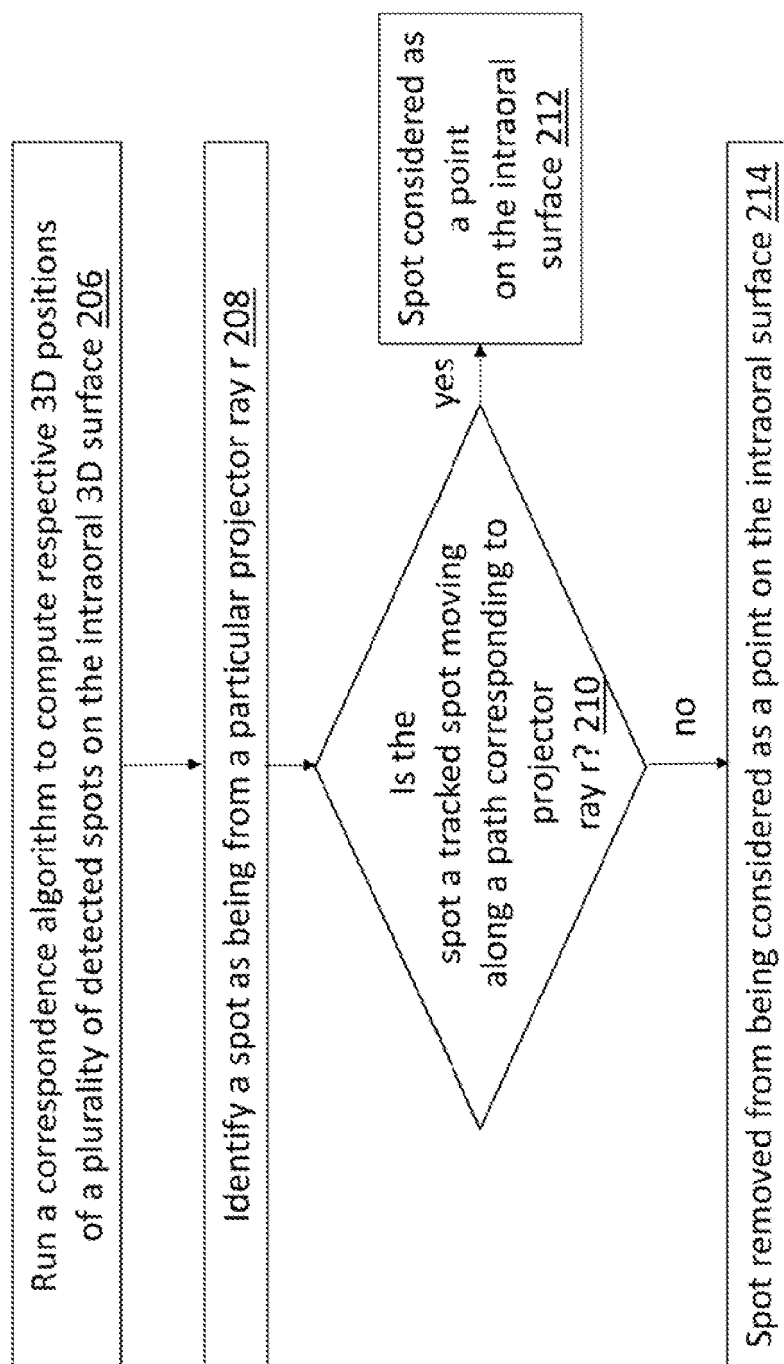 Run a correspondence algorithm to compute respective 3D positions
of a plurality of detected spots on the intraoral 3D surface 206
Identify a spot as being from a particular projector ray r 208
Is the
spot a tracked spot moving
along a path corresponding to
projector
ray r? 210
yes
Spot considered as
a point
on the intraoral
surface 212
no
Spot removed from being considered as a point on the intraoral surface 214